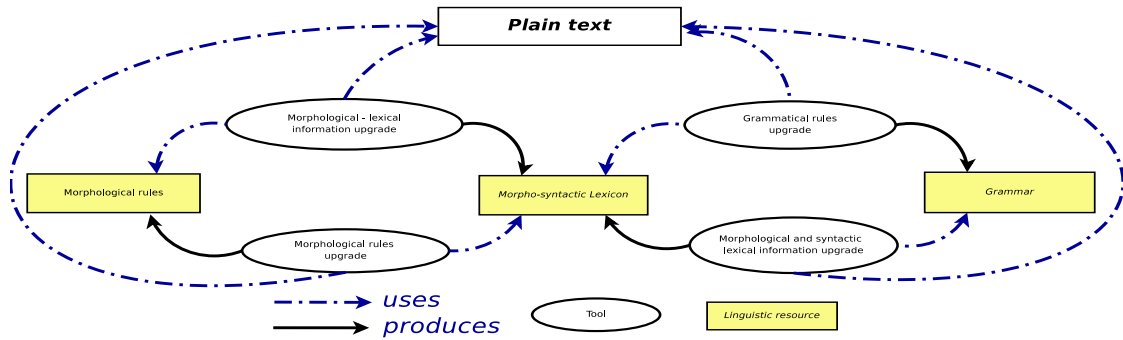 Plain text
Morphological - lexical
information upgrade
Grammatical rules
upgrade
Morphological rules
Morpho-syntactic Lexicon
Grammar
Morphological rules
upgrade
Morphological and syntactic
lexical information upgrade
uses
produces
Tool
Linguistic resource